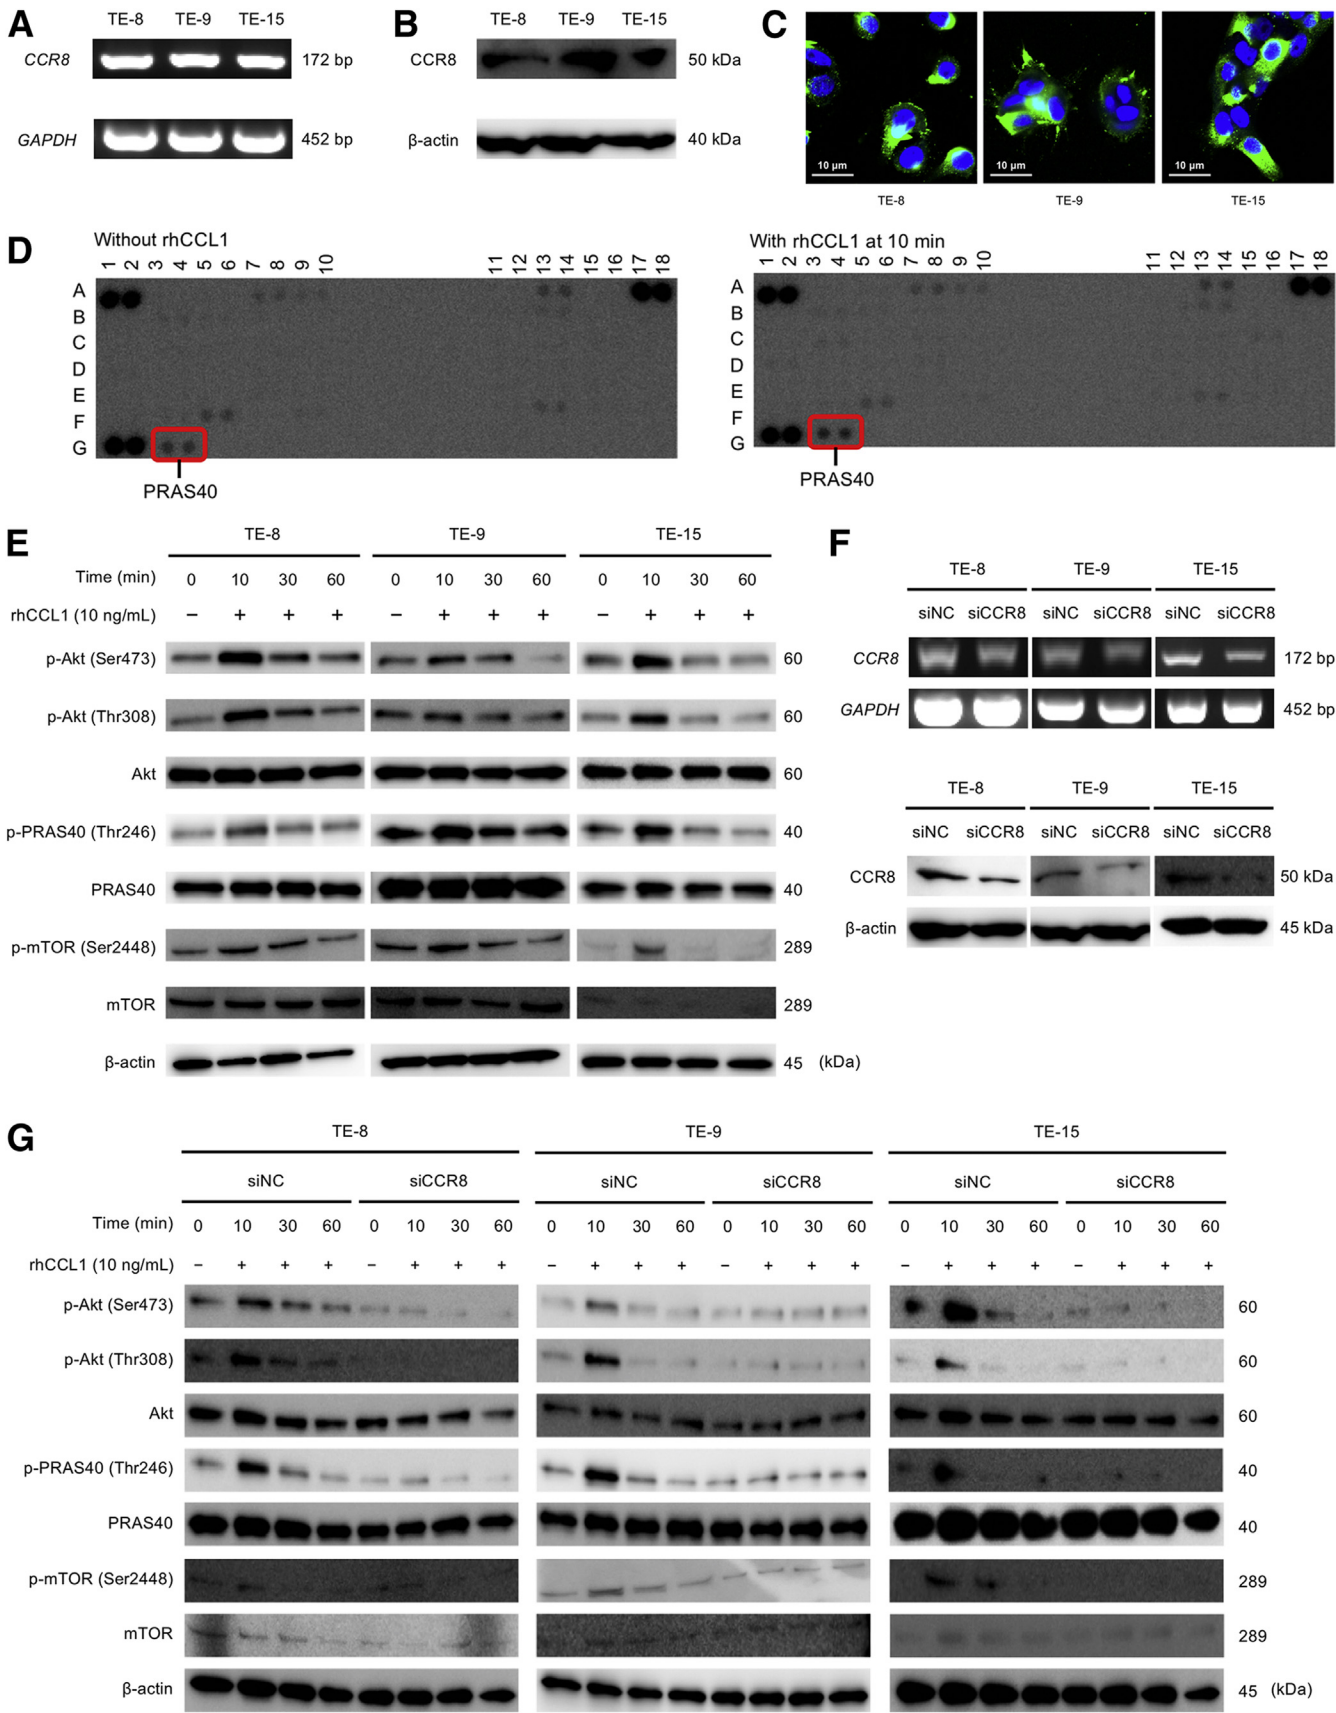 A
TE-8 TE-9 TE-15
CCR8 172 bp
GAPDH 452 bp
B
TE-8 TE-9 TE-15
CCR8 50 kDa
β-actin 40 kDa
C
10 µm 10 µm 10 µm
TE-8 TE-9 TE-15
D
Without rhCCL1
1 2 3 4 5 6 7 8 9 10 11 12 13 14 15 16 17 18
A
B
C
D
E
F
G
PRAS40
With rhCCL1 at 10 min
1 2 3 4 5 6 7 8 9 10 11 12 13 14 15 16 17 18
A
B
C
D
E
F
G
PRAS40
E
TE-8 TE-9 TE-15
Time (min) 0 10 30 60 0 10 30 60 0 10 30 60
rhCCL1 (10 ng/mL) − + + + − + + + − + + +
p-Akt (Ser473) 60
p-Akt (Thr308) 60
Akt 60
p-PRAS40 (Thr246) 40
PRAS40 40
p-mTOR (Ser2448) 289
mTOR 289
β-actin 45 (kDa)
F
TE-8 TE-9 TE-15
siNC siCCR8 siNC siCCR8 siNC siCCR8
CCR8 172 bp
GAPDH 452 bp
TE-8 TE-9 TE-15
siNC siCCR8 siNC siCCR8 siNC siCCR8
CCR8 50 kDa
β-actin 45 kDa
G
TE-8 TE-9 TE-15
siNC siCCR8 siNC siCCR8 siNC siCCR8
Time (min) 0 10 30 60 0 10 30 60 0 10 30 60 0 10 30 60 0 10 30 60 0 10 30 60
rhCCL1 (10 ng/mL) − + + + − + + + − + + + − + + + − + + + − + + +
p-Akt (Ser473) 60
p-Akt (Thr308) 60
Akt 60
p-PRAS40 (Thr246) 40
PRAS40 40
p-mTOR (Ser2448) 289
mTOR 289
β-actin 45 (kDa)